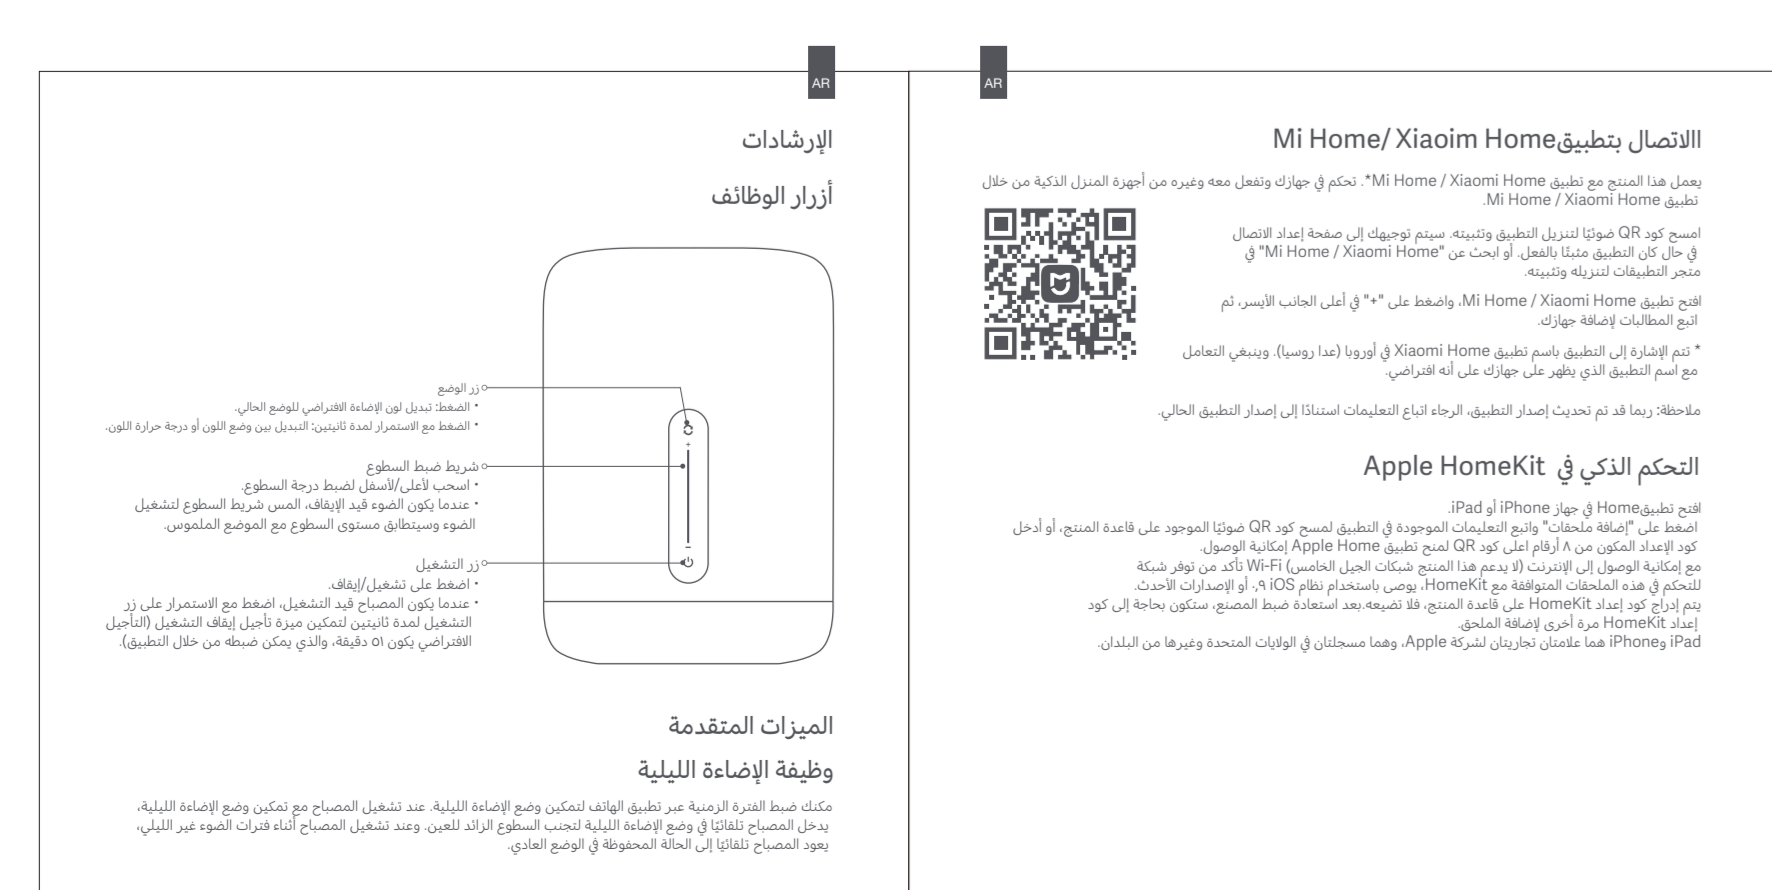 AR
االاتصال بتطبيقMi Home/ Xiaoim Home
يعمل هذا المنتج مع تطبيق Mi Home / Xiaomi Home*. تحكم في جهازك وتفعل معه وغيره من أجهزة المنزل الذكية من خلال
تطبيق Mi Home / Xiaomi Home.
امسح كود QR ضوئيًا لتنزيل التطبيق وتثبيته. سيتم توجيهك إلى صفحة إعداد الاتصال
في حال كان التطبيق مثبتًا بالفعل. أو ابحث عن "Mi Home / Xiaomi Home" في
متجر التطبيقات لتنزيله وتثبيته.
افتح تطبيق Mi Home / Xiaomi Home، واضغط على "+" في أعلى الجانب الأيسر، ثم
اتبع المطالبات لإضافة جهازك.
* تتم الإشارة إلى التطبيق باسم تطبيق Xiaomi Home في أوروبا (عدا روسيا). وينبغي التعامل
مع اسم التطبيق الذي يظهر على جهازك على أنه افتراضي.
ملاحظة: ربما قد تم تحديث إصدار التطبيق، الرجاء اتباع التعليمات استنادًا إلى إصدار التطبيق الحالي.
التحكم الذكي في Apple HomeKit
افتح تطبيقHome في جهاز iPhone أو iPad.
اضغط على "إضافة ملحقات" واتبع التعليمات الموجودة في التطبيق لمسح كود QR ضوئيًا الموجود على قاعدة المنتج، أو أدخل
كود الإعداد المكون من ٨ أرقام اعلى كود QR لمنح تطبيق Apple Home إمكانية الوصول.
مع إمكانية الوصول إلى الإنترنت (لا يدعم هذا المنتج شبكات الجيل الخامس) Wi-Fi تأكد من توفر شبكة
للتحكم في هذه الملحقات المتوافقة مع HomeKit، يوصى باستخدام نظام iOS ٩,٠ أو الإصدارات الأحدث.
يتم إدراج كود إعداد HomeKit على قاعدة المنتج، فلا تضيعه.بعد استعادة ضبط المصنع، ستكون بحاجة إلى كود
إعداد HomeKit مرة أخرى لإضافة الملحق.
iPad وiPhone هما علامتان تجاريتان لشركة Apple، وهما مسجلتان في الولايات المتحدة وغيرها من البلدان.
AR
الإرشادات
أزرار الوظائف
زر الوضع
• الضغط: تبديل لون الإضاءة الافتراضي للوضع الحالي.
• الضغط مع الاستمرار لمدة ثانيتين: التبديل بين وضع اللون أو درجة حرارة اللون.
شريط ضبط السطوع
• اسحب لأعلى/لأسفل لضبط درجة السطوع.
• عندما يكون الضوء قيد الإيقاف، المس شريط السطوع لتشغيل
الضوء وسيتطابق مستوى السطوع مع الموضع الملموس.
زر التشغيل
• اضغط على تشغيل/إيقاف.
• عندما يكون المصباح قيد التشغيل، اضغط مع الاستمرار على زر
التشغيل لمدة ثانيتين لتمكين ميزة تأجيل إيقاف التشغيل (التأجيل
الافتراضي يكون ٥١ دقيقة، والذي يمكن ضبطه من خلال التطبيق).
+
−
الميزات المتقدمة
وظيفة الإضاءة الليلية
مكنك ضبط الفترة الزمنية عبر تطبيق الهاتف لتمكين وضع الإضاءة الليلية. عند تشغيل المصباح مع تمكين وضع الإضاءة الليلية،
يدخل المصباح تلقائيًا في وضع الإضاءة الليلية لتجنب السطوع الزائد للعين. وعند تشغيل المصباح أثناء فترات الضوء غير الليلي،
يعود المصباح تلقائيًا إلى الحالة المحفوظة في الوضع العادي.